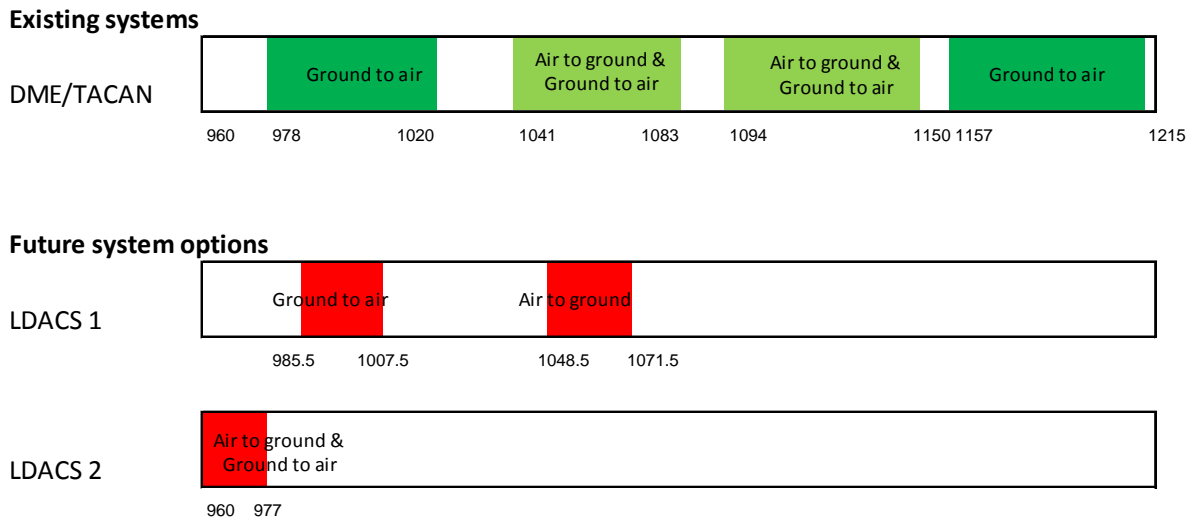 Existing systems
DME/TACAN
Ground to air
Air to ground &
Ground to air
Air to ground &
Ground to air
Ground to air
960 978 1020 1041 1083 1094 1150 1157 1215
Future system options
LDACS 1
Ground to air
Air to ground
985.5 1007.5 1048.5 1071.5
LDACS 2
Air to ground &
Ground to air
960 977